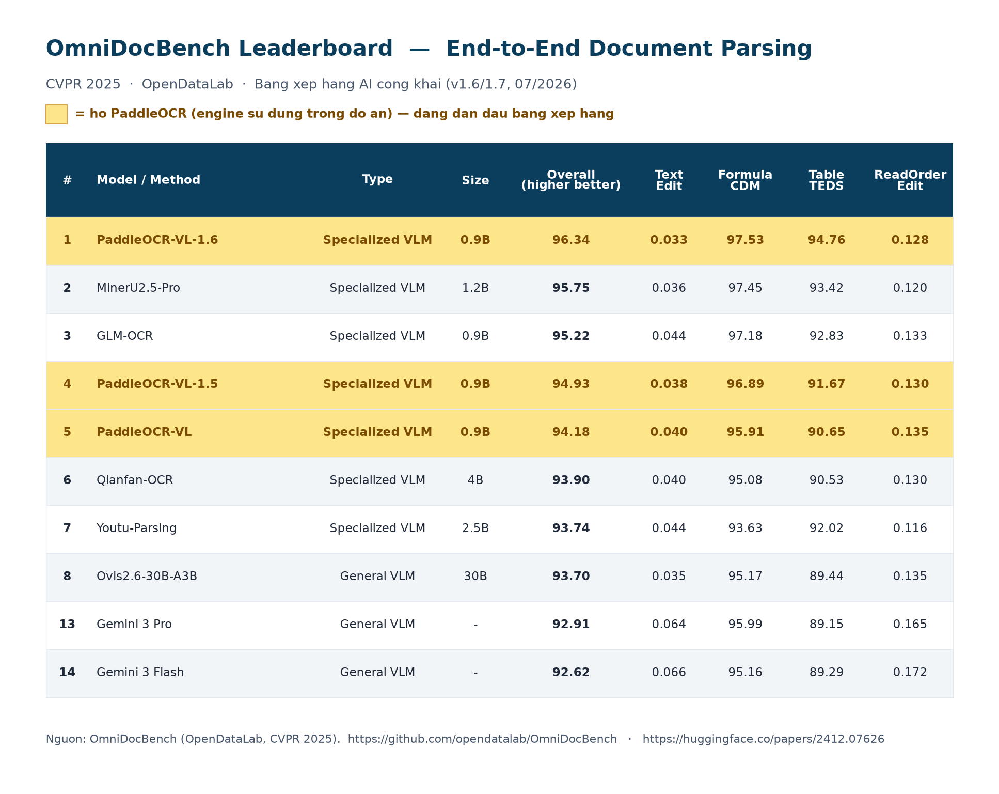 OmniDocBench Leaderboard — End-to-End Document Parsing
CVPR 2025 · OpenDataLab · Bang xep hang AI cong khai (v1.6/1.7, 07/2026)
= ho PaddleOCR (engine su dung trong do an) — dang dan dau bang xep hang
# Model / Method Type Size Overall (higher better) Text Edit Formula CDM Table TEDS ReadOrder Edit
1 PaddleOCR-VL-1.6 Specialized VLM 0.9B 96.34 0.033 97.53 94.76 0.128
2 MinerU2.5-Pro Specialized VLM 1.2B 95.75 0.036 97.45 93.42 0.120
3 GLM-OCR Specialized VLM 0.9B 95.22 0.044 97.18 92.83 0.133
4 PaddleOCR-VL-1.5 Specialized VLM 0.9B 94.93 0.038 96.89 91.67 0.130
5 PaddleOCR-VL Specialized VLM 0.9B 94.18 0.040 95.91 90.65 0.135
6 Qianfan-OCR Specialized VLM 4B 93.90 0.040 95.08 90.53 0.130
7 Youtu-Parsing Specialized VLM 2.5B 93.74 0.044 93.63 92.02 0.116
8 Ovis2.6-30B-A3B General VLM 30B 93.70 0.035 95.17 89.44 0.135
13 Gemini 3 Pro General VLM - 92.91 0.064 95.99 89.15 0.165
14 Gemini 3 Flash General VLM - 92.62 0.066 95.16 89.29 0.172
Nguon: OmniDocBench (OpenDataLab, CVPR 2025). https://github.com/opendatalab/OmniDocBench · https://huggingface.co/papers/2412.07626